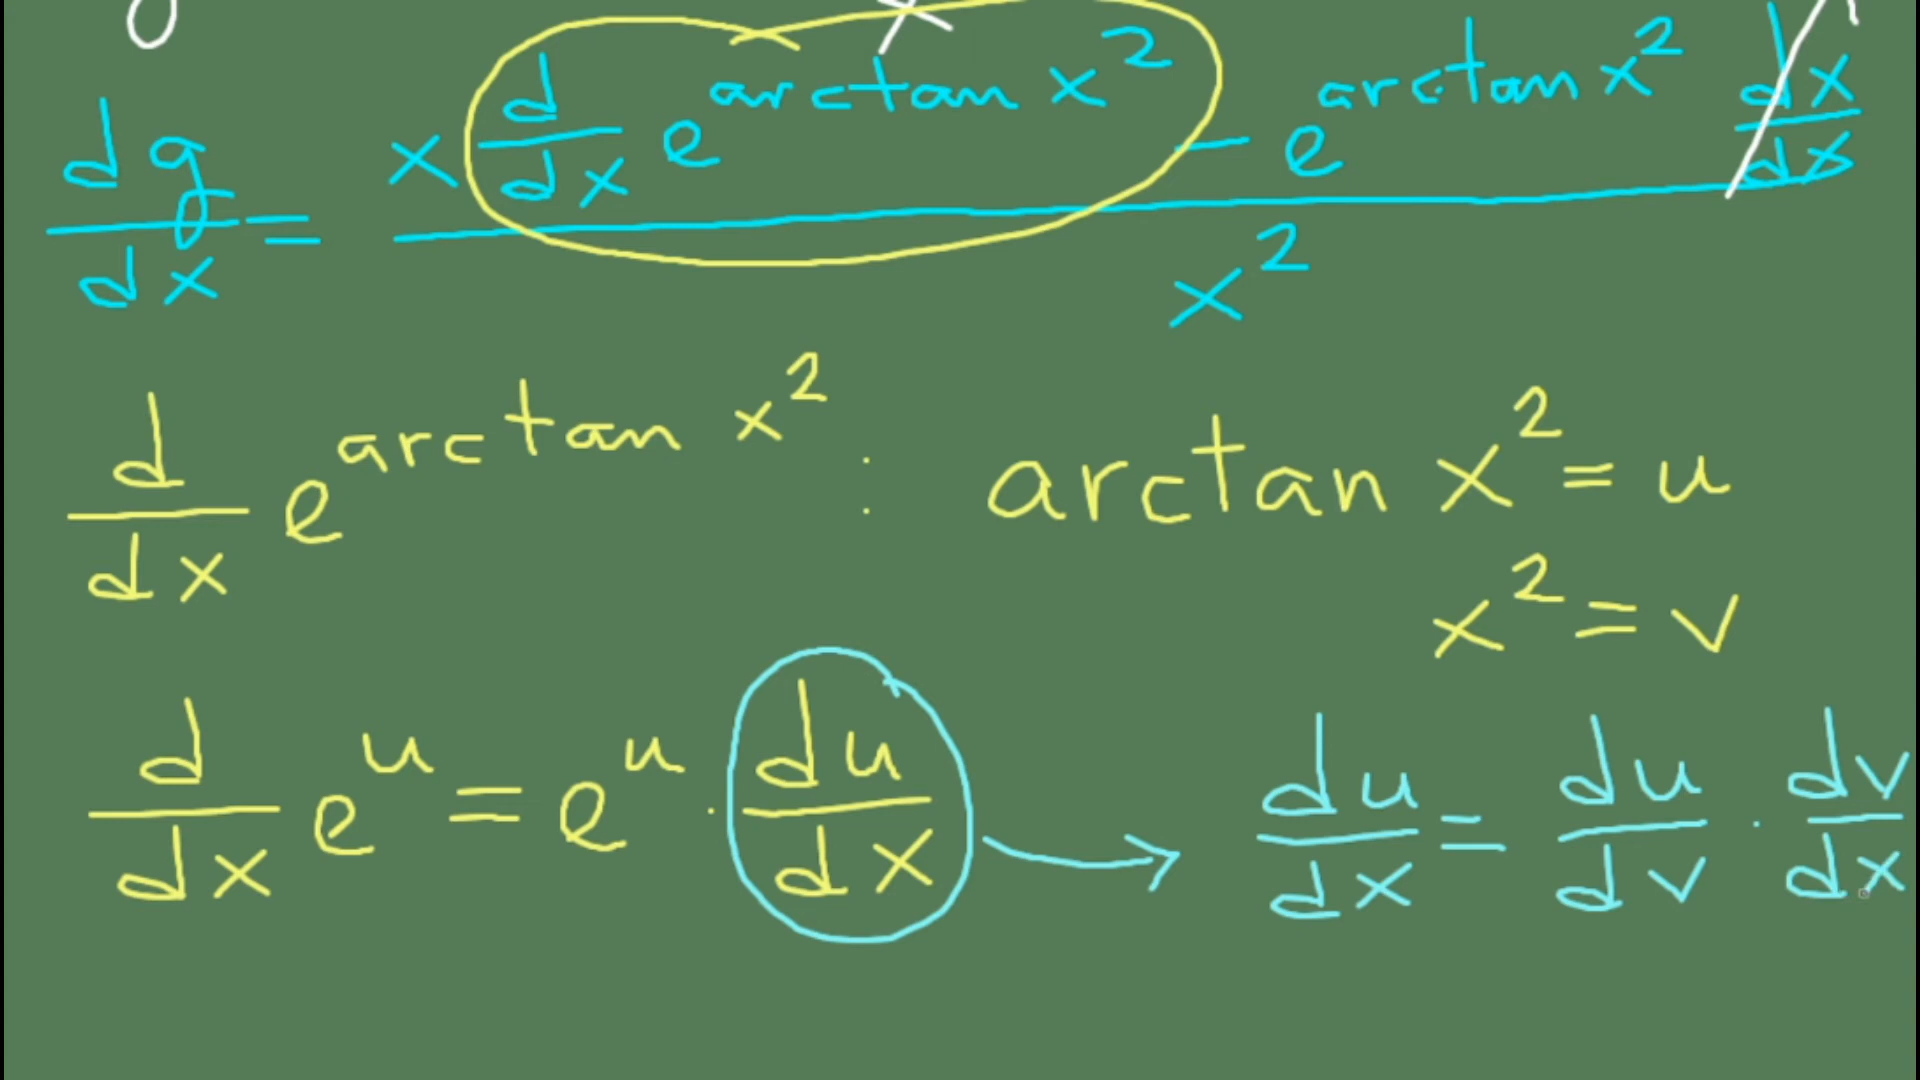 dg/dx = (x d/dx e^(arctan x²) − e^(arctan x²) dx/dx) / x²
d/dx e^(arctan x²) : arctan x² = u
x² = v
d/dx e^u = e^u · du/dx → du/dx = du/dv · dv/dx